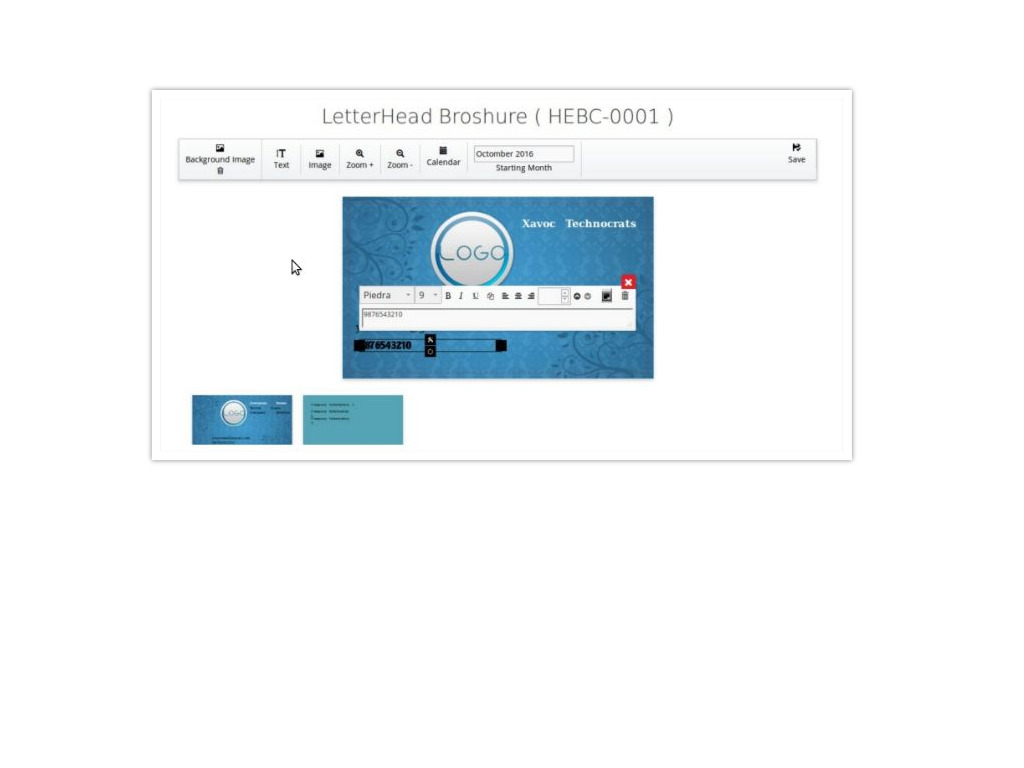 LetterHead Broshure ( HEBC-0001 )
Background Image
Text
Image
Zoom +
Zoom -
Calendar
Octomber 2016
Starting Month
Save
Xavoc Technocrats
LOGO
Piedra
9
B I U
9876543210
9876543210
LOGO